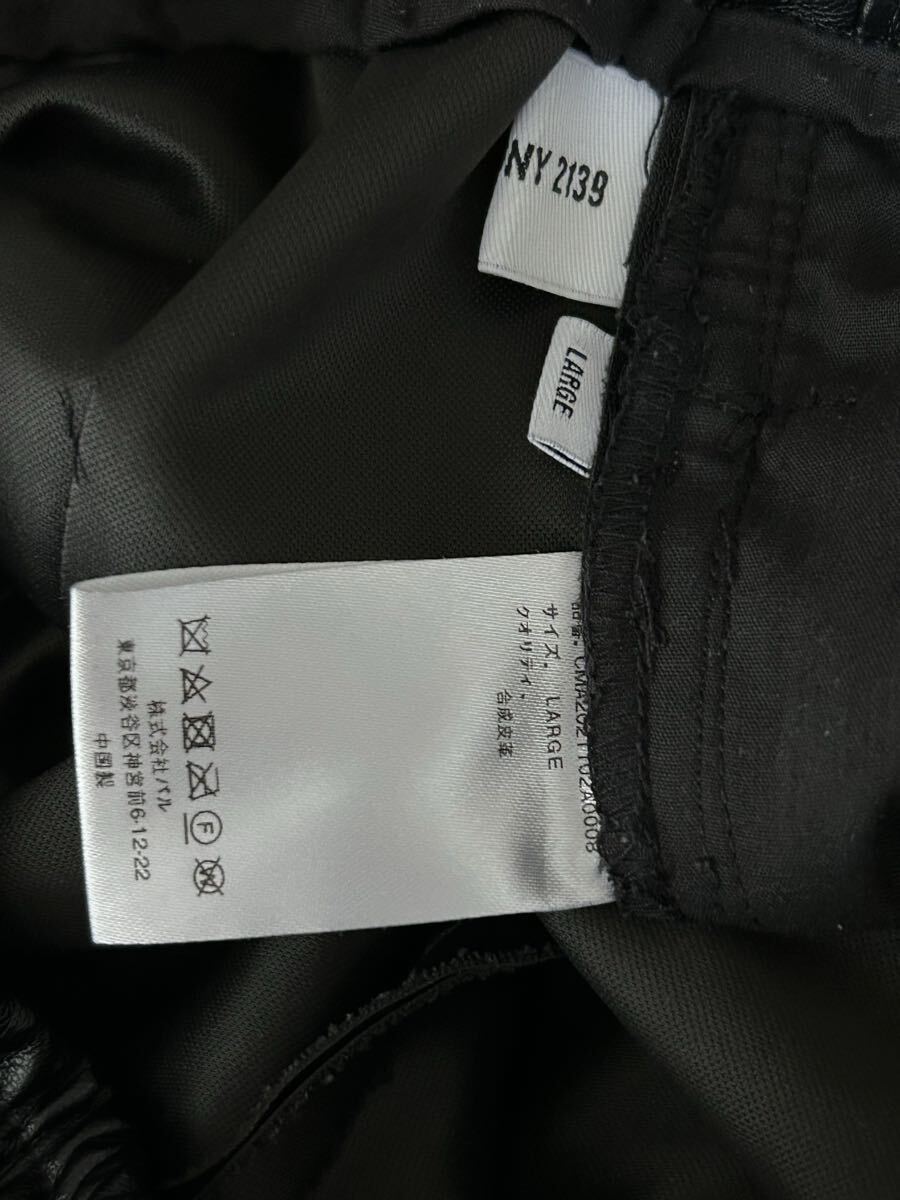 NY 2139
LARGE
品番. CMA2021102A0008
サイズ. LARGE
クオリティ.
合成皮革
F
W
株式会社バル
東京都渋谷区神宮前6-12-22
中国製